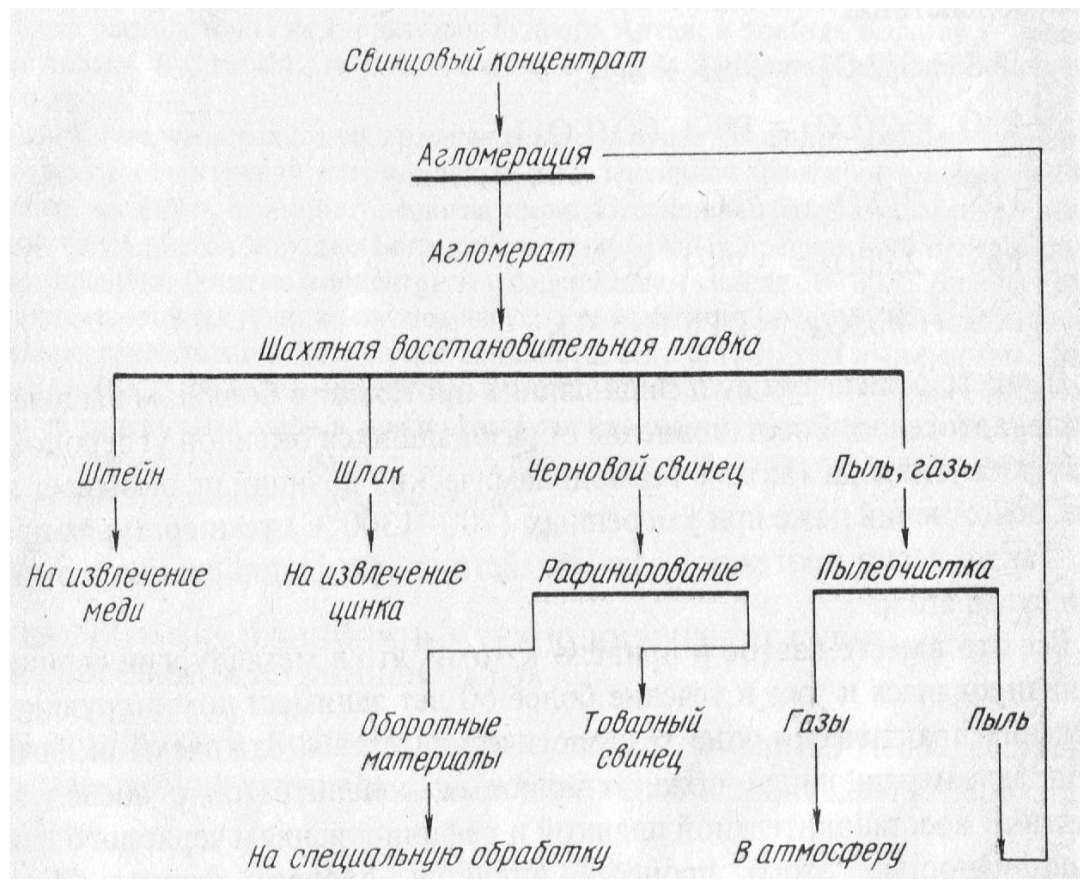 Свинцовый концентрат
Агломерация
Агломерат
Шахтная восстановительная плавка
Штейн
Шлак
Черновой свинец
Пыль, газы
На извлечение
меди
На извлечение
цинка
Рафинирование
Пылеочистка
Оборотные
материалы
Товарный
свинец
Газы
Пыль
На специальную обработку
В атмосферу